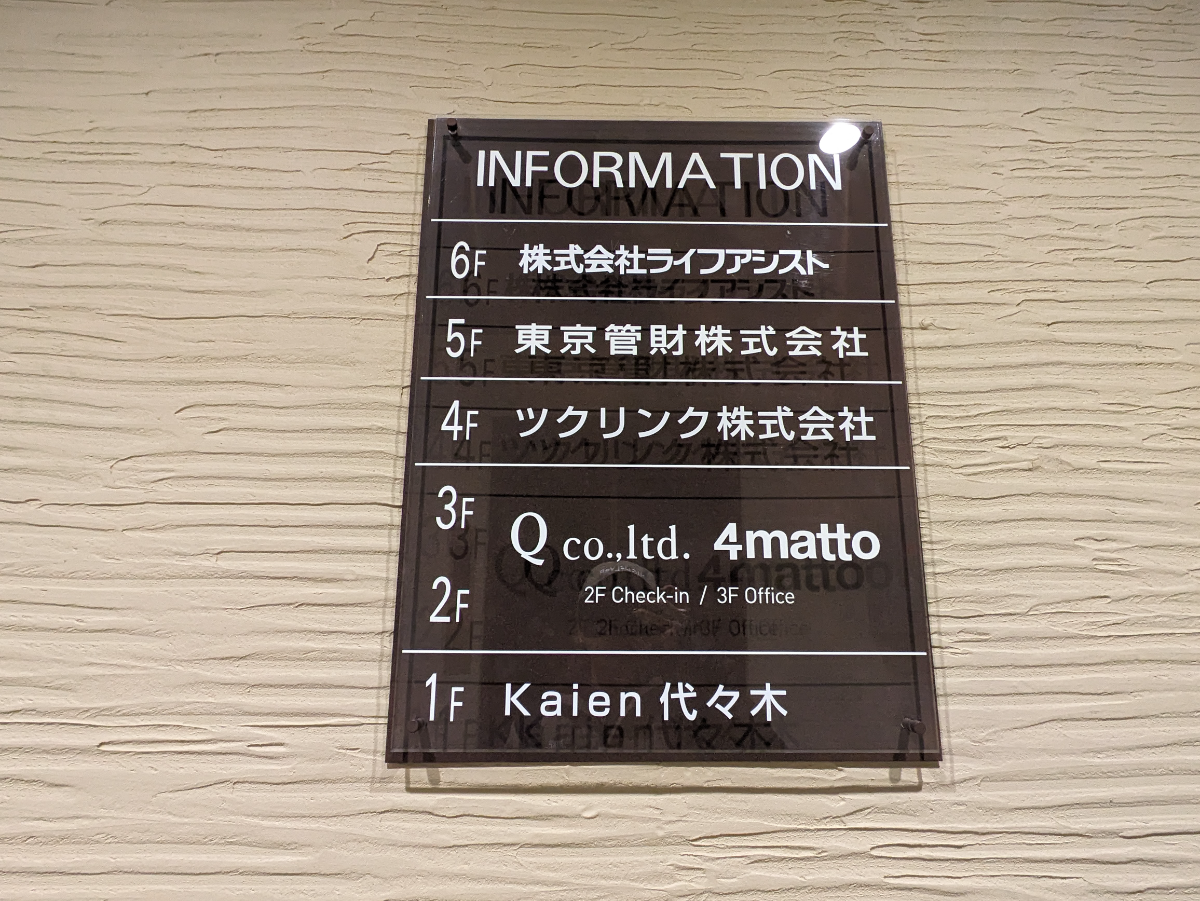 INFORMATION
6F 株式会社ライフアシスト
5F 東京管財株式会社
4F ツクリンク株式会社
3F
Q co.,ltd. 4matto
2F Check-in / 3F Office
2F
1F Kaien 代々木